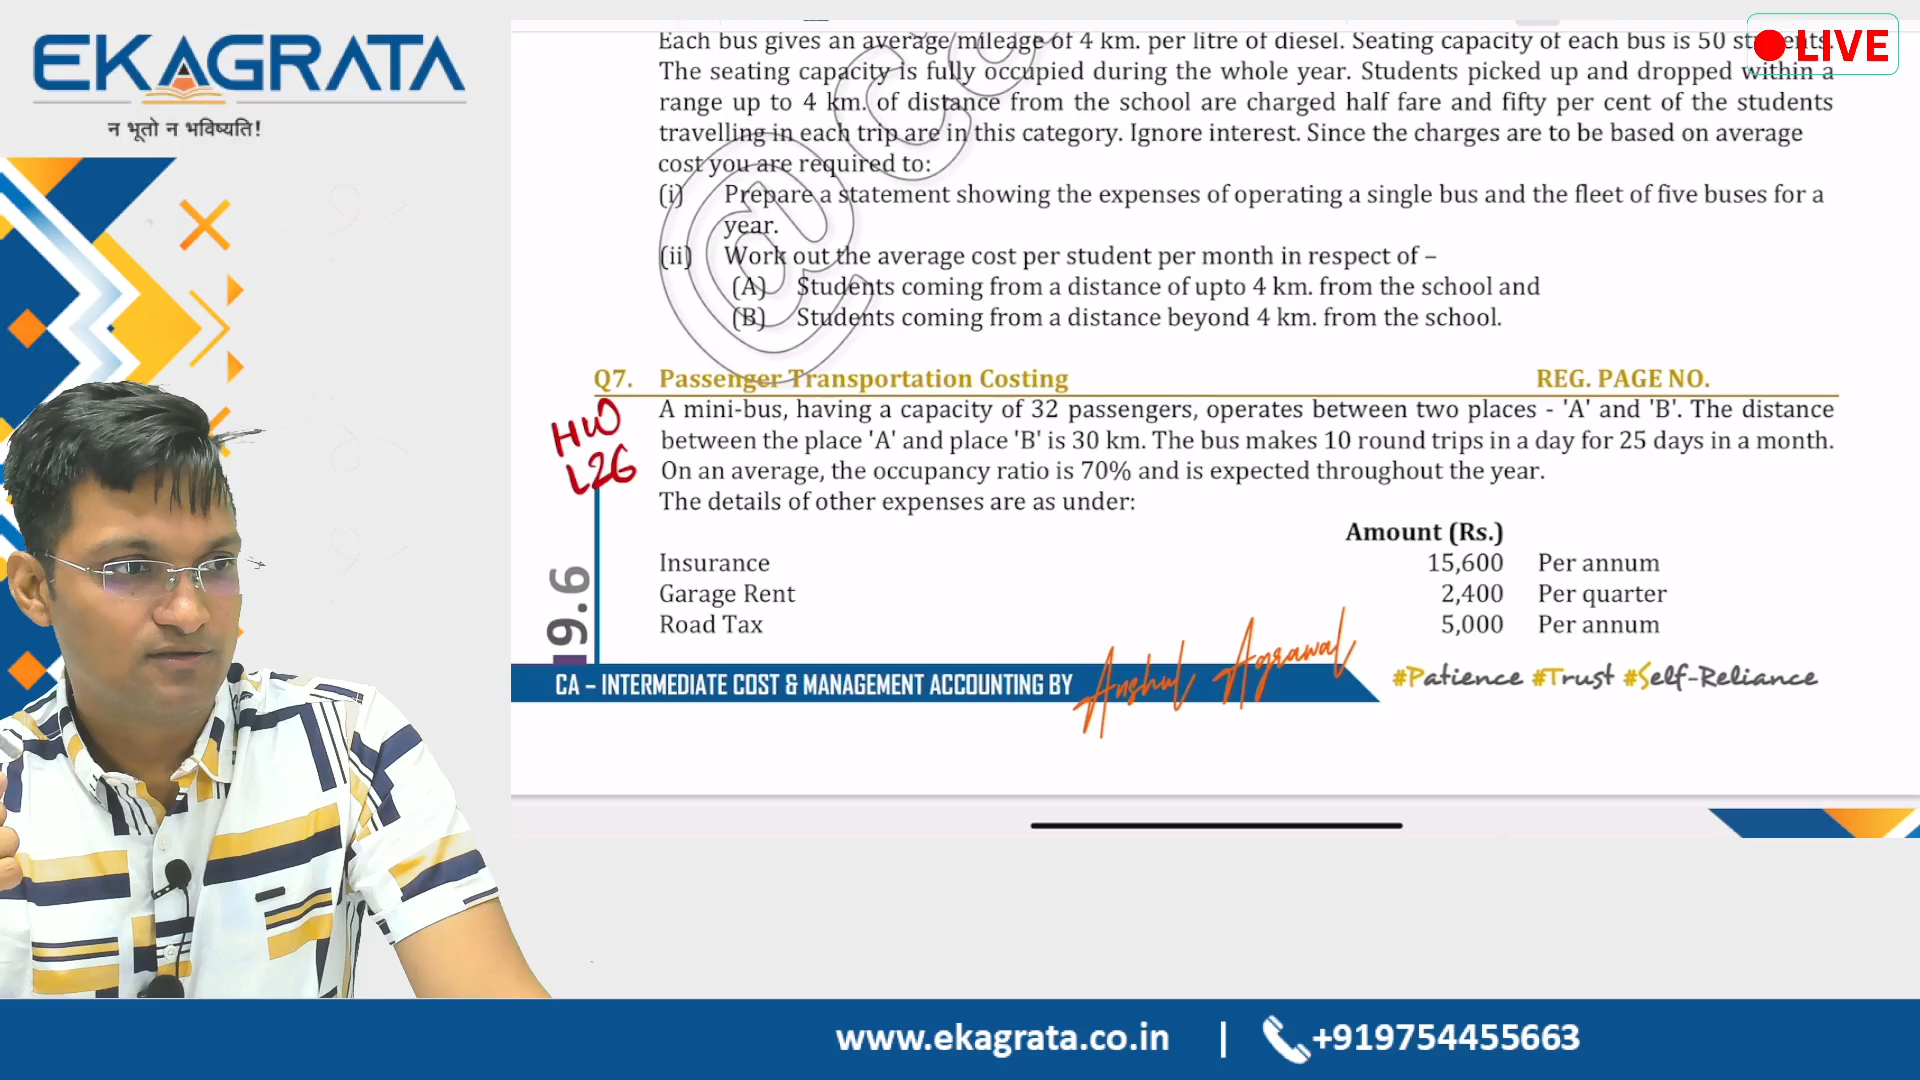 EKAGRATA
न भूतो न भविष्यति!
LIVE
Each bus gives an average mileage of 4 km. per litre of diesel. Seating capacity of each bus is 50 students.
The seating capacity is fully occupied during the whole year. Students picked up and dropped within a
range up to 4 km. of distance from the school are charged half fare and fifty per cent of the students
travelling in each trip are in this category. Ignore interest. Since the charges are to be based on average
cost you are required to:
(i) Prepare a statement showing the expenses of operating a single bus and the fleet of five buses for a
year.
(ii) Work out the average cost per student per month in respect of –
(A) Students coming from a distance of upto 4 km. from the school and
(B) Students coming from a distance beyond 4 km. from the school.
Q7. Passenger Transportation Costing REG. PAGE NO.
HW
L26
A mini-bus, having a capacity of 32 passengers, operates between two places - 'A' and 'B'. The distance
between the place 'A' and place 'B' is 30 km. The bus makes 10 round trips in a day for 25 days in a month.
On an average, the occupancy ratio is 70% and is expected throughout the year.
The details of other expenses are as under:
Amount (Rs.)
Insurance 15,600 Per annum
Garage Rent 2,400 Per quarter
Road Tax 5,000 Per annum
9.6
CA – INTERMEDIATE COST & MANAGEMENT ACCOUNTING BY Anshul Agrawal
#Patience #Trust #Self-Reliance
www.ekagrata.co.in | +919754455663